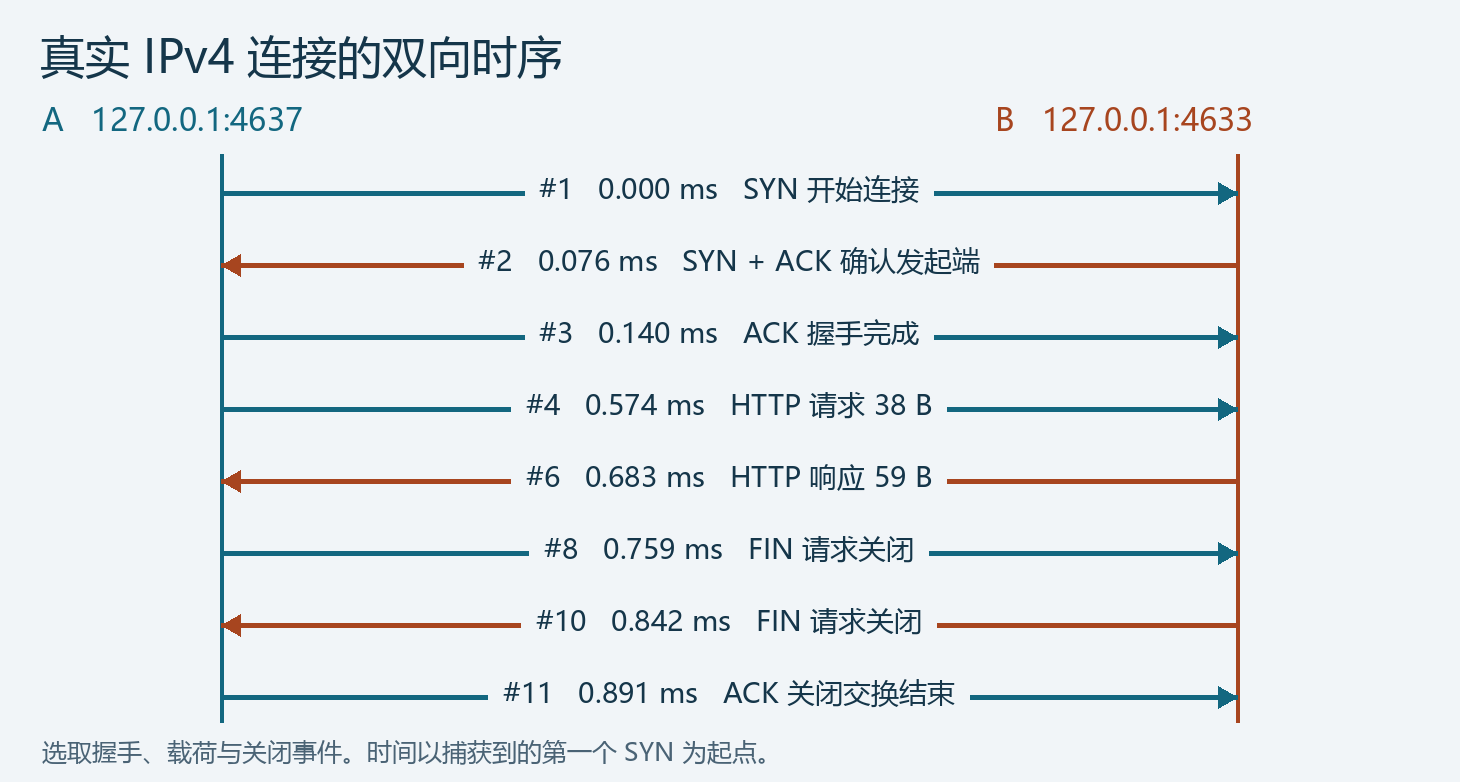 真实 IPv4 连接的双向时序
A 127.0.0.1:4637
B 127.0.0.1:4633
#1 0.000 ms SYN 开始连接
#2 0.076 ms SYN + ACK 确认发起端
#3 0.140 ms ACK 握手完成
#4 0.574 ms HTTP 请求 38 B
#6 0.683 ms HTTP 响应 59 B
#8 0.759 ms FIN 请求关闭
#10 0.842 ms FIN 请求关闭
#11 0.891 ms ACK 关闭交换结束
选取握手、载荷与关闭事件。时间以捕获到的第一个 SYN 为起点。